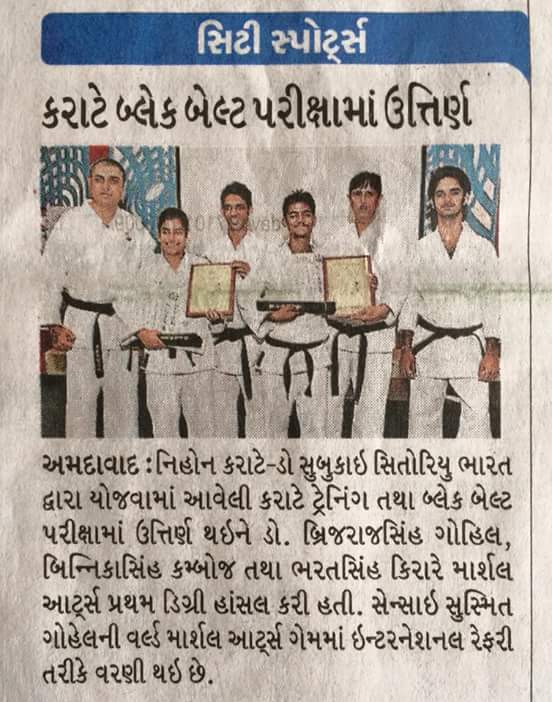 સિટી સ્પોર્ટ્સ
કરાટે બ્લેક બેલ્ટ પરીક્ષામાં ઉત્તિર્ણ
અમદાવાદ : નિહોન કરાટે-ડો સુબુકાઇ સિતોરિયુ ભારત
દ્વારા યોજવામાં આવેલી કરાટે ટ્રેનિંગ તથા બ્લેક બેલ્ટ
પરીક્ષામાં ઉત્તિર્ણ થઇને ડો. બ્રિજરાજસિંહ ગોહિલ,
બિન્નિકાસિંહ કમ્બોજ તથા ભરતસિંહ કિરારે માર્શલ
આર્ટ્સ પ્રથમ ડિગ્રી હાંસલ કરી હતી. સેન્સાઇ સુસ્મિત
ગોહેલની વર્લ્ડ માર્શલ આર્ટ્સ ગેમમાં ઇન્ટરનેશનલ રેફરી
તરીકે વરણી થઇ છે.